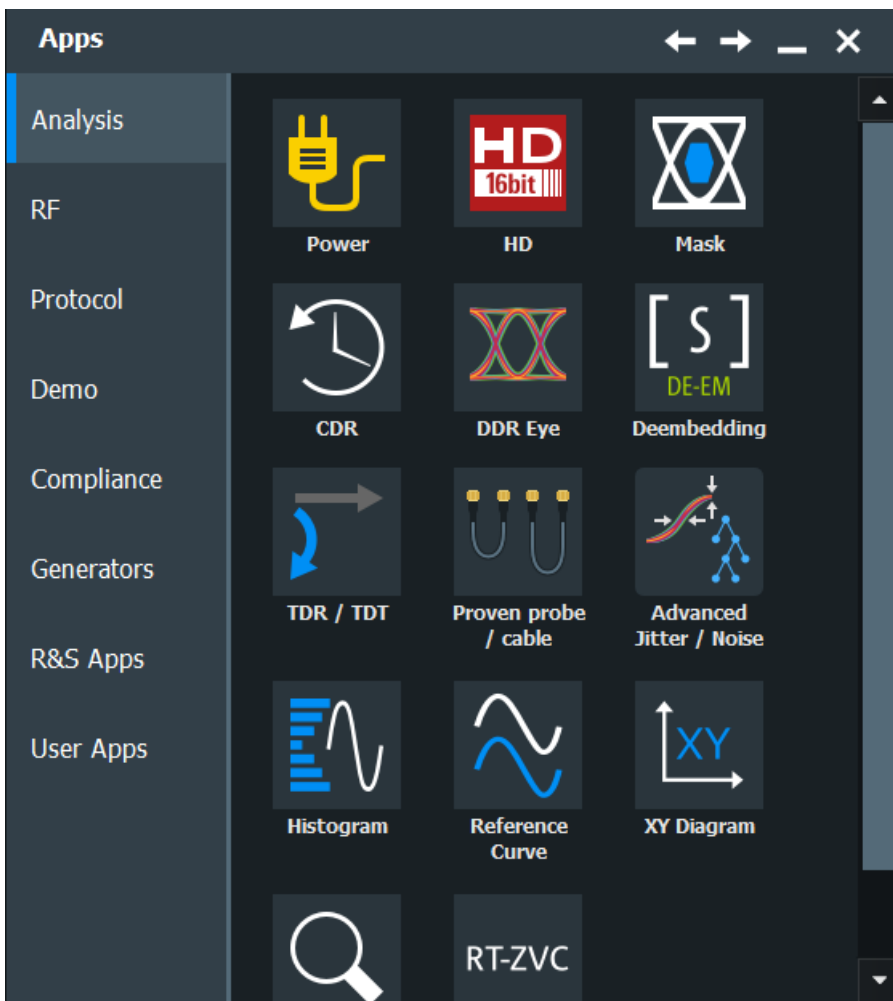 Apps
Analysis
RF
Protocol
Demo
Compliance
Generators
R&S Apps
User Apps
HD
16bit
Power
HD
Mask
[ S ]
DE-EM
CDR
DDR Eye
Deembedding
TDR / TDT
Proven probe
/ cable
Advanced
Jitter / Noise
XY
Histogram
Reference
Curve
XY Diagram
RT-ZVC